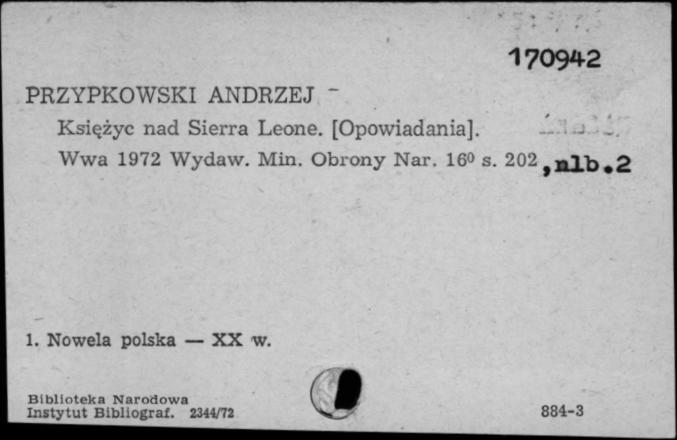 170942
PRZYPKOWSKI ANDRZEJ -
Księżyc nad Sierra Leone. [Opowiadania].
Wwa 1972 Wydaw. Min. Obrony Nar. 16⁰ s. 202, nlb.2
1. Nowela polska — XX w.
Biblioteka Narodowa
Instytut Bibliograf. 2344/72
884-3